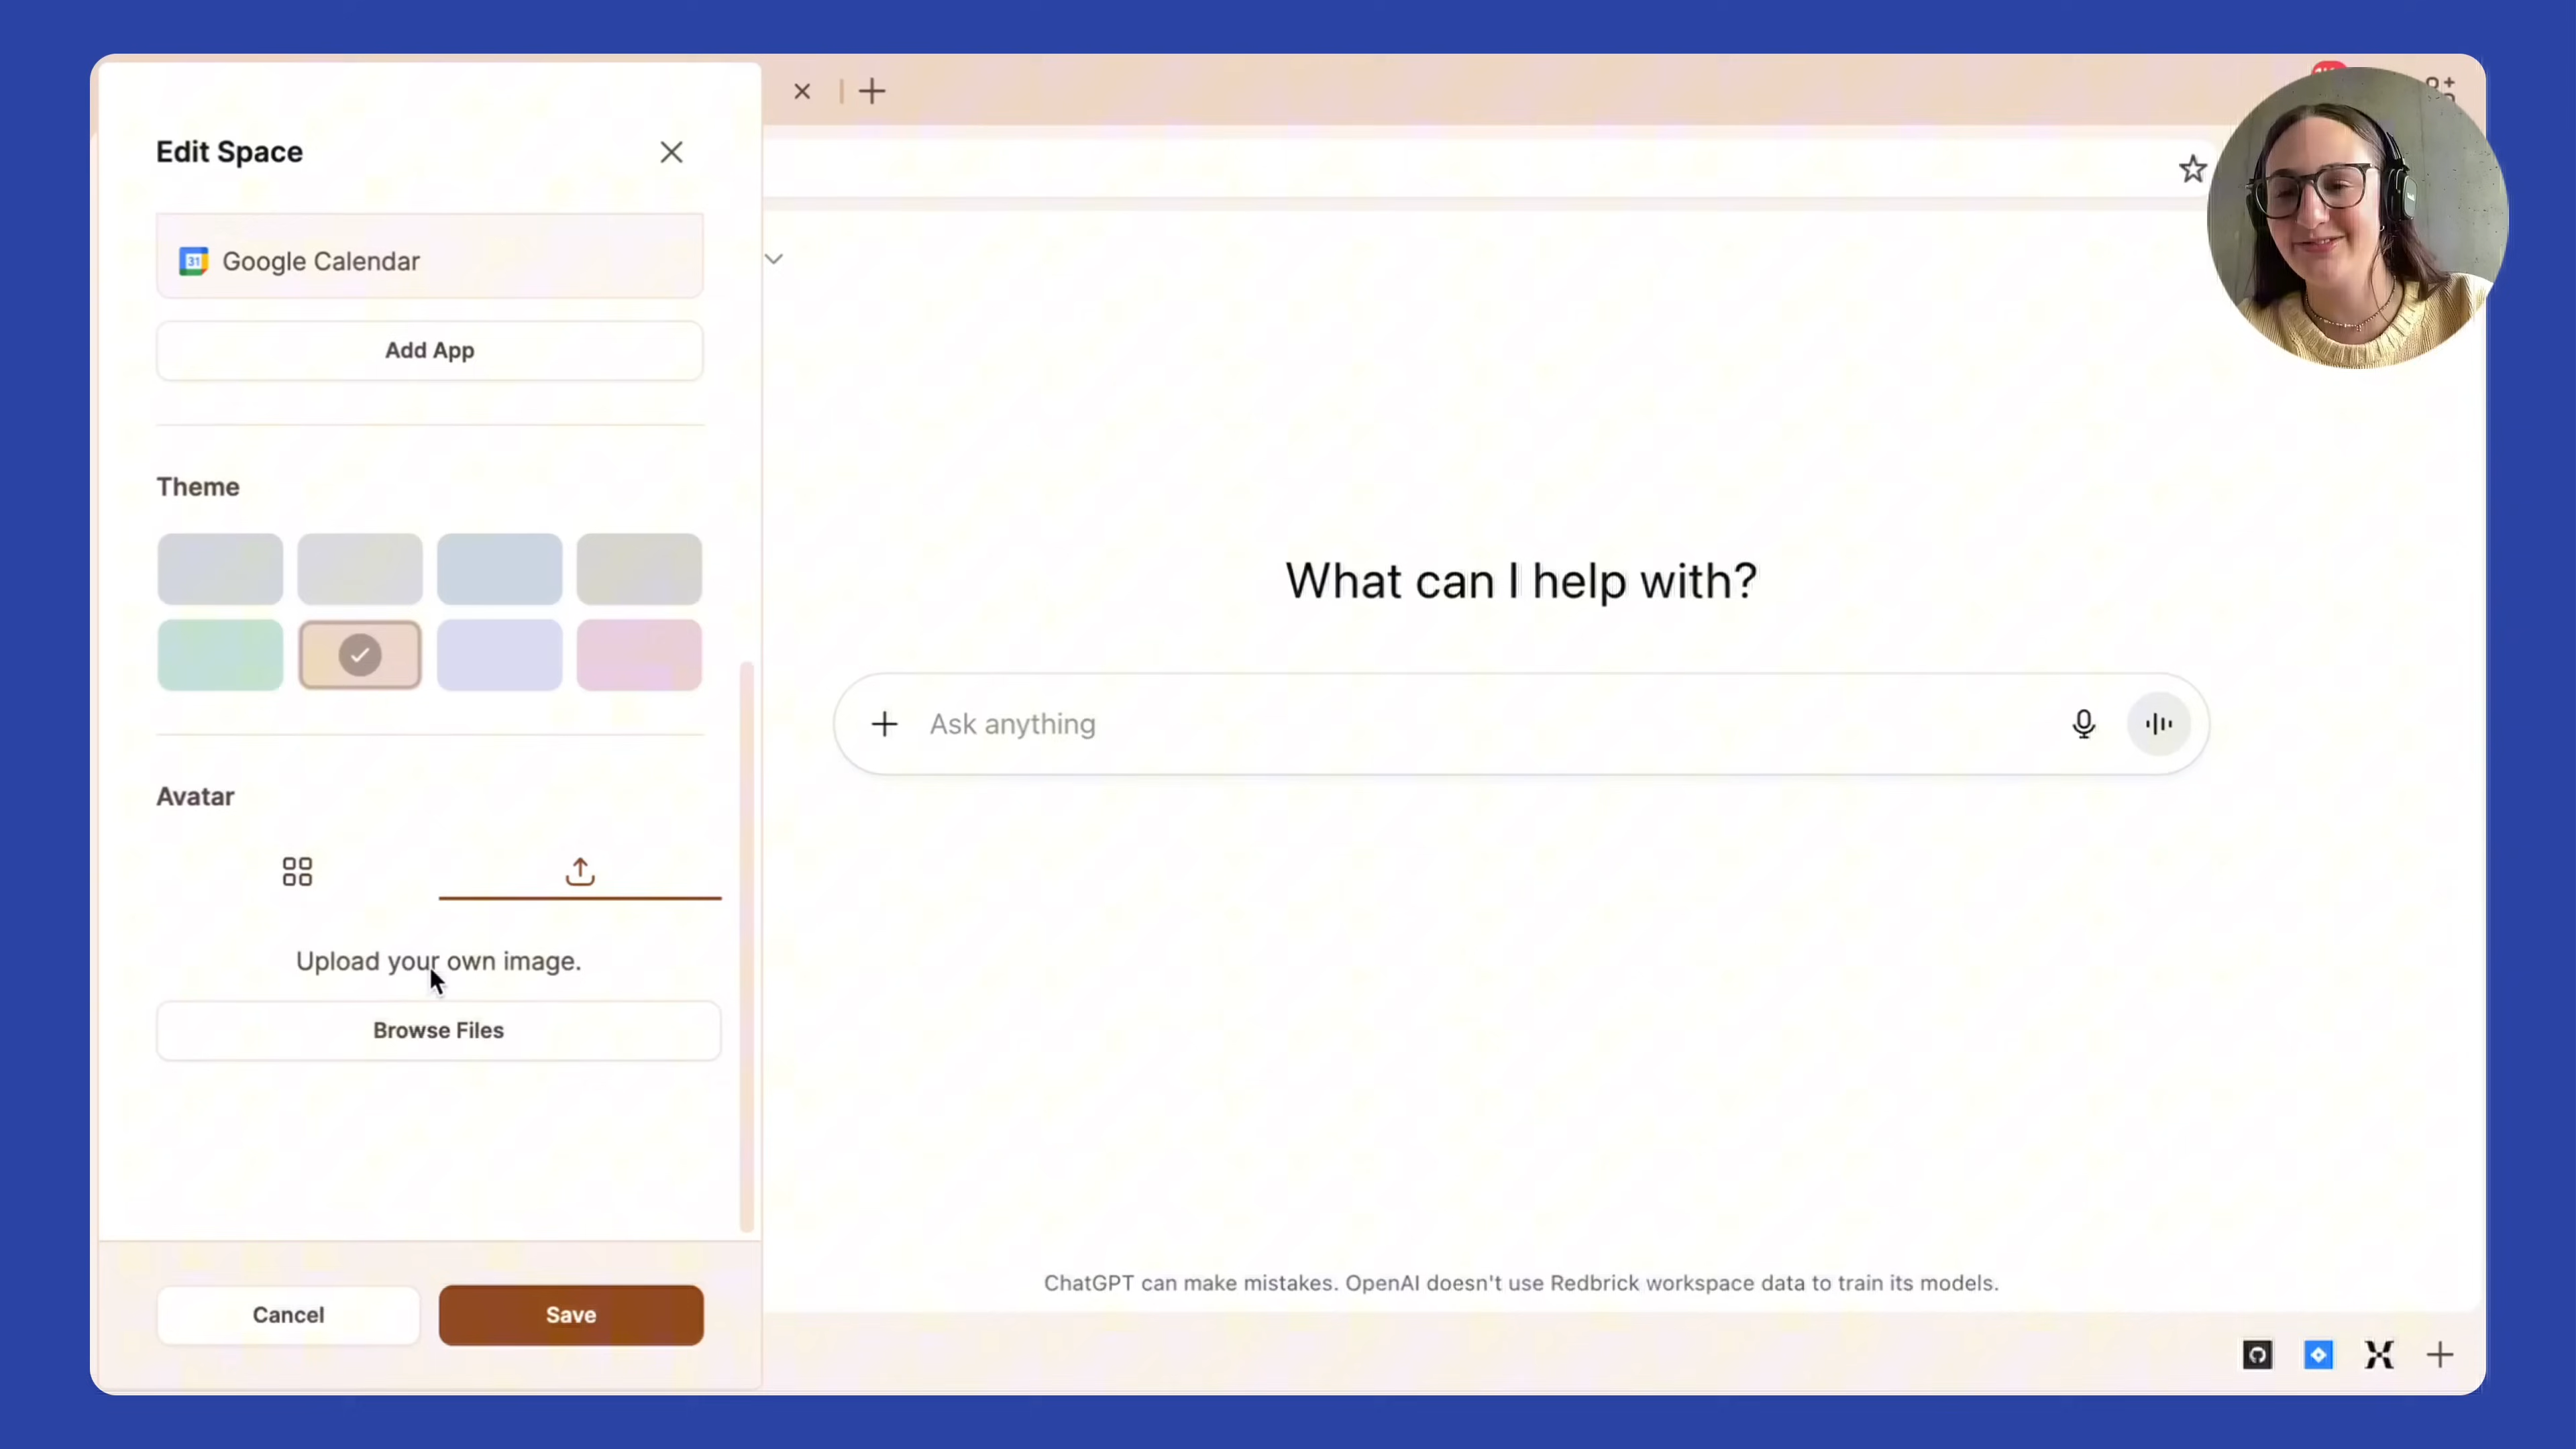 Edit Space
31
Google Calendar
Add App
Theme
Avatar
Upload your own image.
Browse Files
Cancel
Save
What can I help with?
Ask anything
ChatGPT can make mistakes. OpenAI doesn't use Redbrick workspace data to train its models.